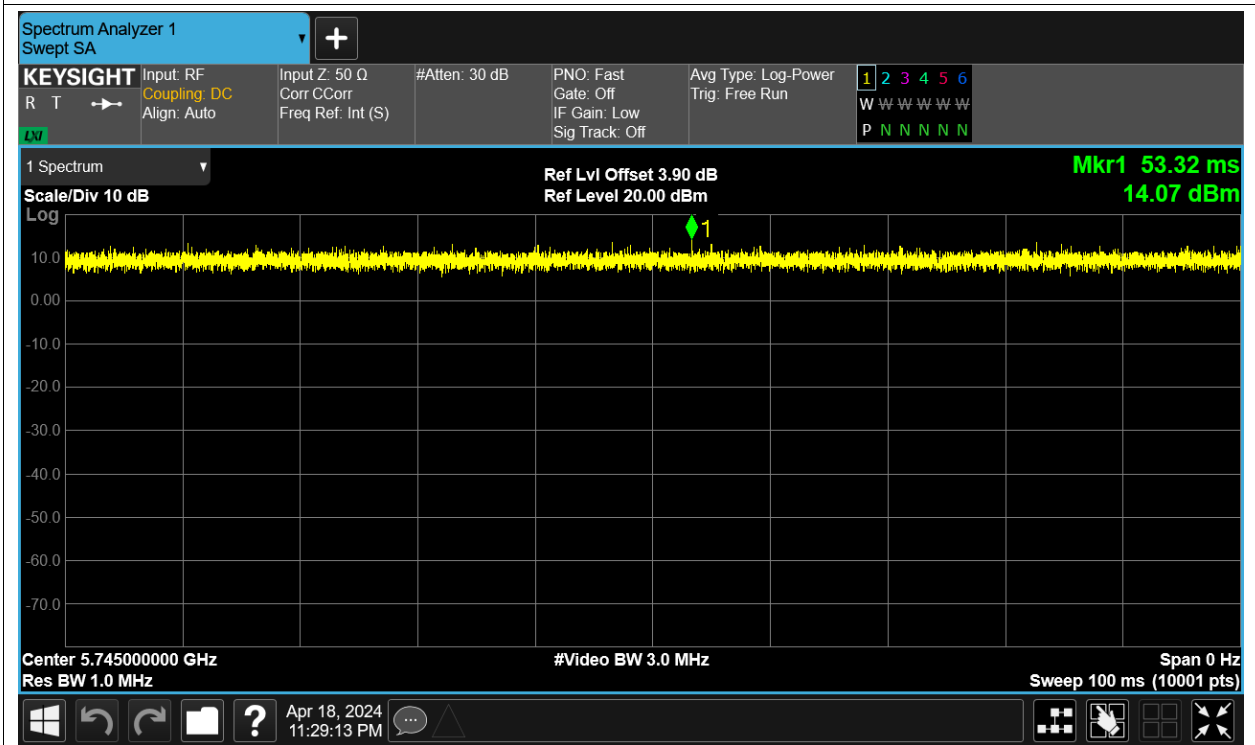 Spectrum Analyzer 1
Swept SA
KEYSIGHT
R T
LXI
Input: RF
Coupling: DC
Align: Auto
Input Z: 50 Ω
Corr CCorr
Freq Ref: Int (S)
#Atten: 30 dB
PNO: Fast
Gate: Off
IF Gain: Low
Sig Track: Off
Avg Type: Log-Power
Trig: Free Run
1 2 3 4 5 6
W W W W W W
P N N N N N
1 Spectrum
Scale/Div 10 dB
Log
Ref Lvl Offset 3.90 dB
Ref Level 20.00 dBm
Mkr1 53.32 ms
14.07 dBm
1
10.0
0.00
-10.0
-20.0
-30.0
-40.0
-50.0
-60.0
-70.0
Center 5.745000000 GHz
Res BW 1.0 MHz
#Video BW 3.0 MHz
Span 0 Hz
Sweep 100 ms (10001 pts)
?
Apr 18, 2024
11:29:13 PM